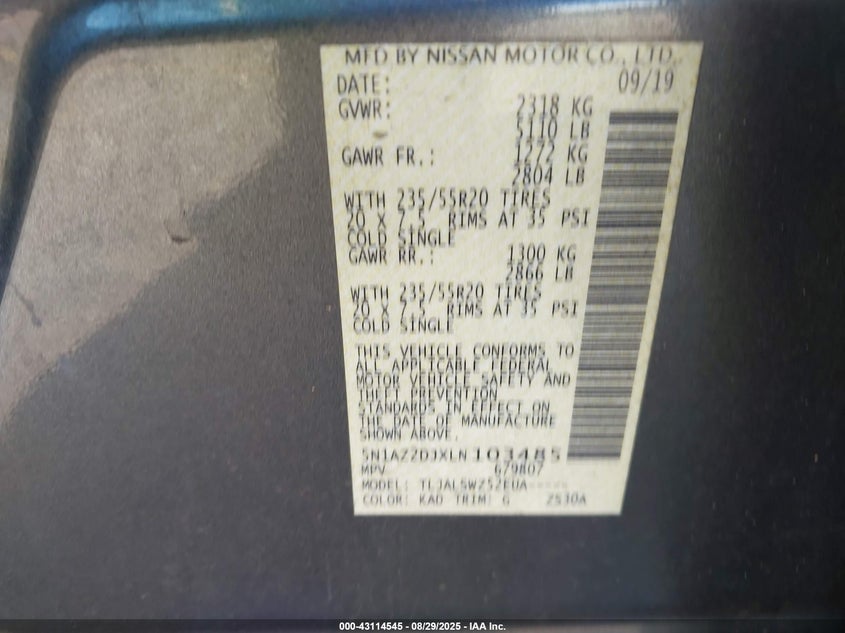 MFD BY NISSAN MOTOR CO., LTD.
DATE: 09/19
GVWR: 2318 KG
5110 LB
GAWR FR.: 1272 KG
2804 LB
WITH 235/55R20 TIRES
20 X 7.5 RIMS AT 35 PSI
COLD SINGLE
GAWR RR.: 1300 KG
2866 LB
WITH 235/55R20 TIRES
20 X 7.5 RIMS AT 35 PSI
COLD SINGLE
THIS VEHICLE CONFORMS TO
ALL APPLICABLE FEDERAL
MOTOR VEHICLE SAFETY AND
THEFT PREVENTION
STANDARDS IN EFFECT ON
THE DATE OF MANUFACTURE
SHOWN ABOVE.
5N1AZ2DJXLN103485
MPV 679807
MODEL: TLJALSWZ52EUA-----
COLOR: KAD TRIM: G ZS30A
000-43114545 - 08/29/2025 - IAA Inc.